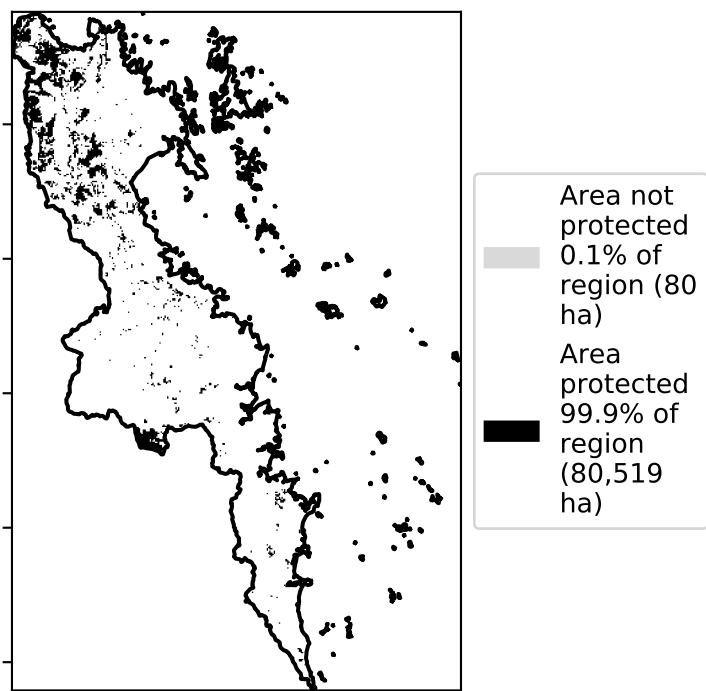 Area not
protected
0.1% of
region (80
ha)
Area
protected
99.9% of
region
(80,519
ha)